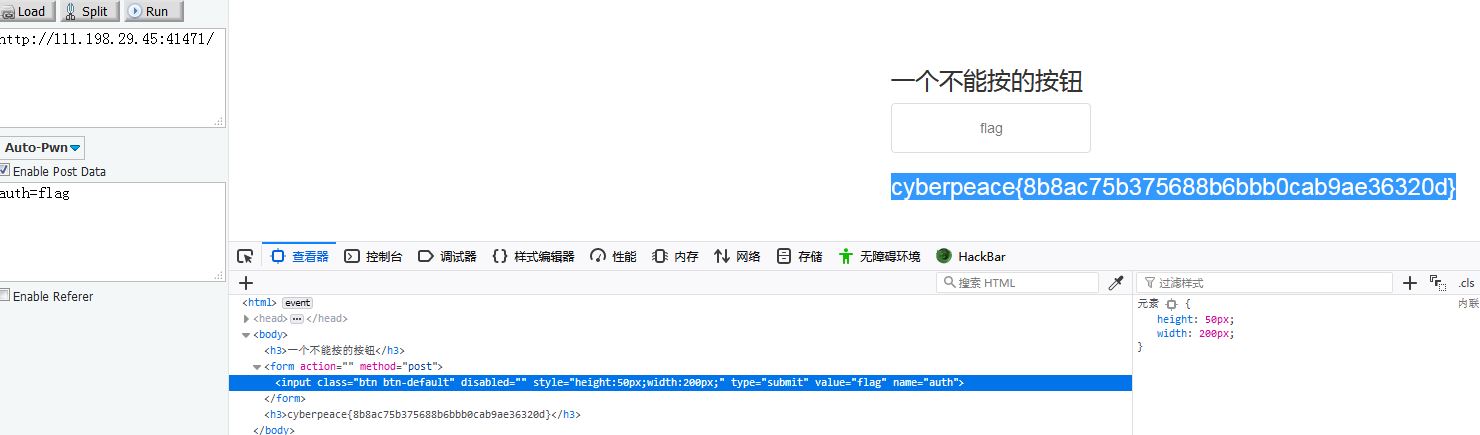 Load Split Run
http://111.198.29.45:41471/
Auto-Pwn
Enable Post Data
auth=flag
Enable Referer
一个不能按的按钮
flag
cyberpeace{8b8ac75b375688b6bbb0cab9ae36320d}
查看器 控制台 调试器 样式编辑器 性能 内存 网络 存储 无障碍环境 HackBar
+ 搜索 HTML 过滤样式 + .cls
<html> event
<head> ••• </head>
<body>
<h3>一个不能按的按钮</h3>
<form action="" method="post">
<input class="btn btn-default" disabled="" style="height:50px;width:200px;" type="submit" value="flag" name="auth">
</form>
<h3>cyberpeace{8b8ac75b375688b6bbb0cab9ae36320d}</h3>
</body>
元素 { 内联
height: 50px;
width: 200px;
}